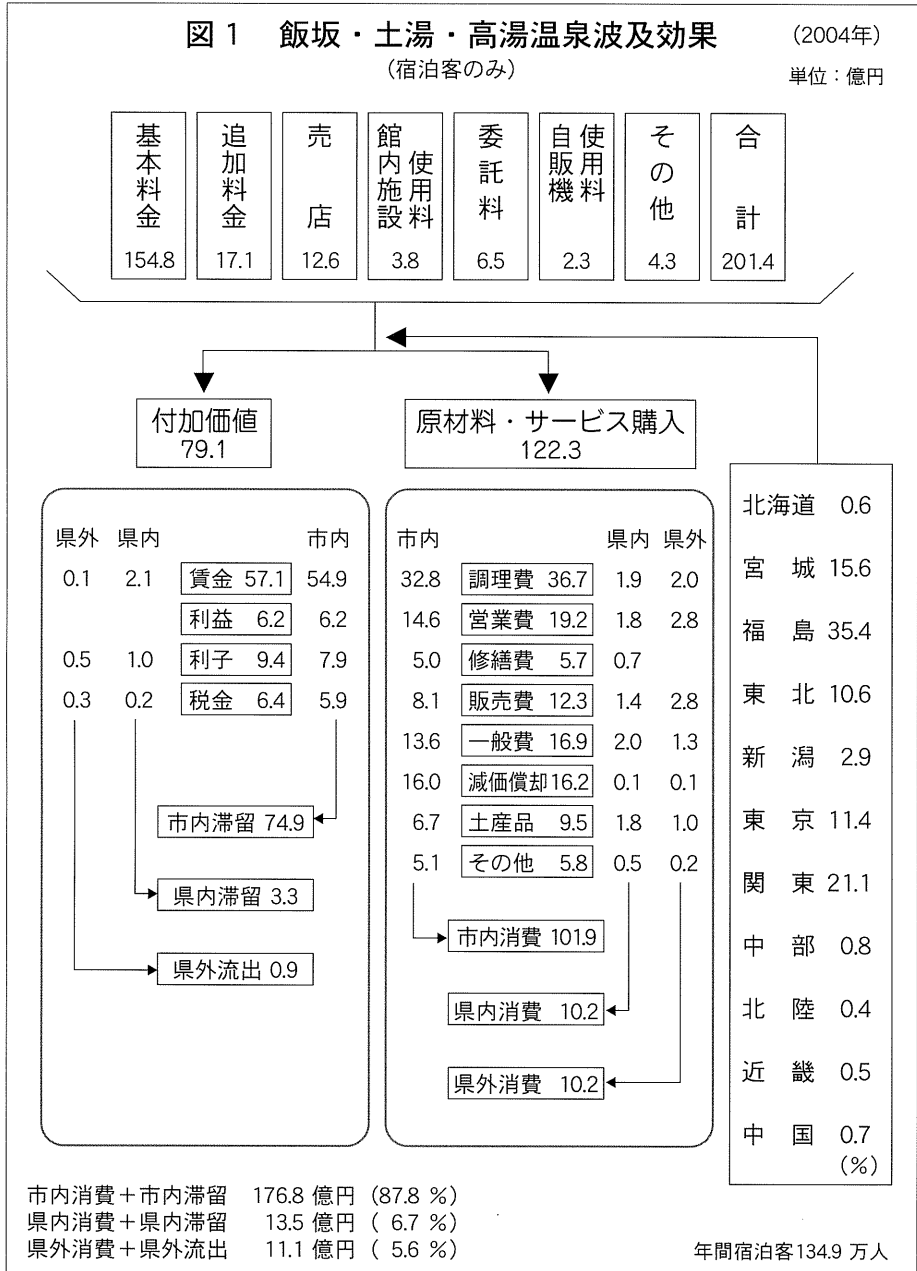 図1 飯坂・土湯・高湯温泉波及効果 (2004年)
(宿泊客のみ)
単位:億円
基本料金 154.8
追加料金 17.1
売店 12.6
館内施設使用料 3.8
委託料 6.5
自販機使用料 2.3
その他 4.3
合計 201.4
付加価値
79.1
県外 県内 市内
0.1 2.1 賃金 57.1 54.9
利益 6.2 6.2
0.5 1.0 利子 9.4 7.9
0.3 0.2 税金 6.4 5.9
市内滞留 74.9
県内滞留 3.3
県外流出 0.9
原材料・サービス購入
122.3
市内 県内 県外
32.8 調理費 36.7 1.9 2.0
14.6 営業費 19.2 1.8 2.8
5.0 修繕費 5.7 0.7
8.1 販売費 12.3 1.4 2.8
13.6 一般費 16.9 2.0 1.3
16.0 減価償却 16.2 0.1 0.1
6.7 土産品 9.5 1.8 1.0
5.1 その他 5.8 0.5 0.2
市内消費 101.9
県内消費 10.2
県外消費 10.2
北海道 0.6
宮城 15.6
福島 35.4
東北 10.6
新潟 2.9
東京 11.4
関東 21.1
中部 0.8
北陸 0.4
近畿 0.5
中国 0.7
(%)
市内消費+市内滞留 176.8 億円 (87.8 %)
県内消費+県内滞留 13.5 億円 ( 6.7 %)
県外消費+県外流出 11.1 億円 ( 5.6 %)
年間宿泊客134.9 万人